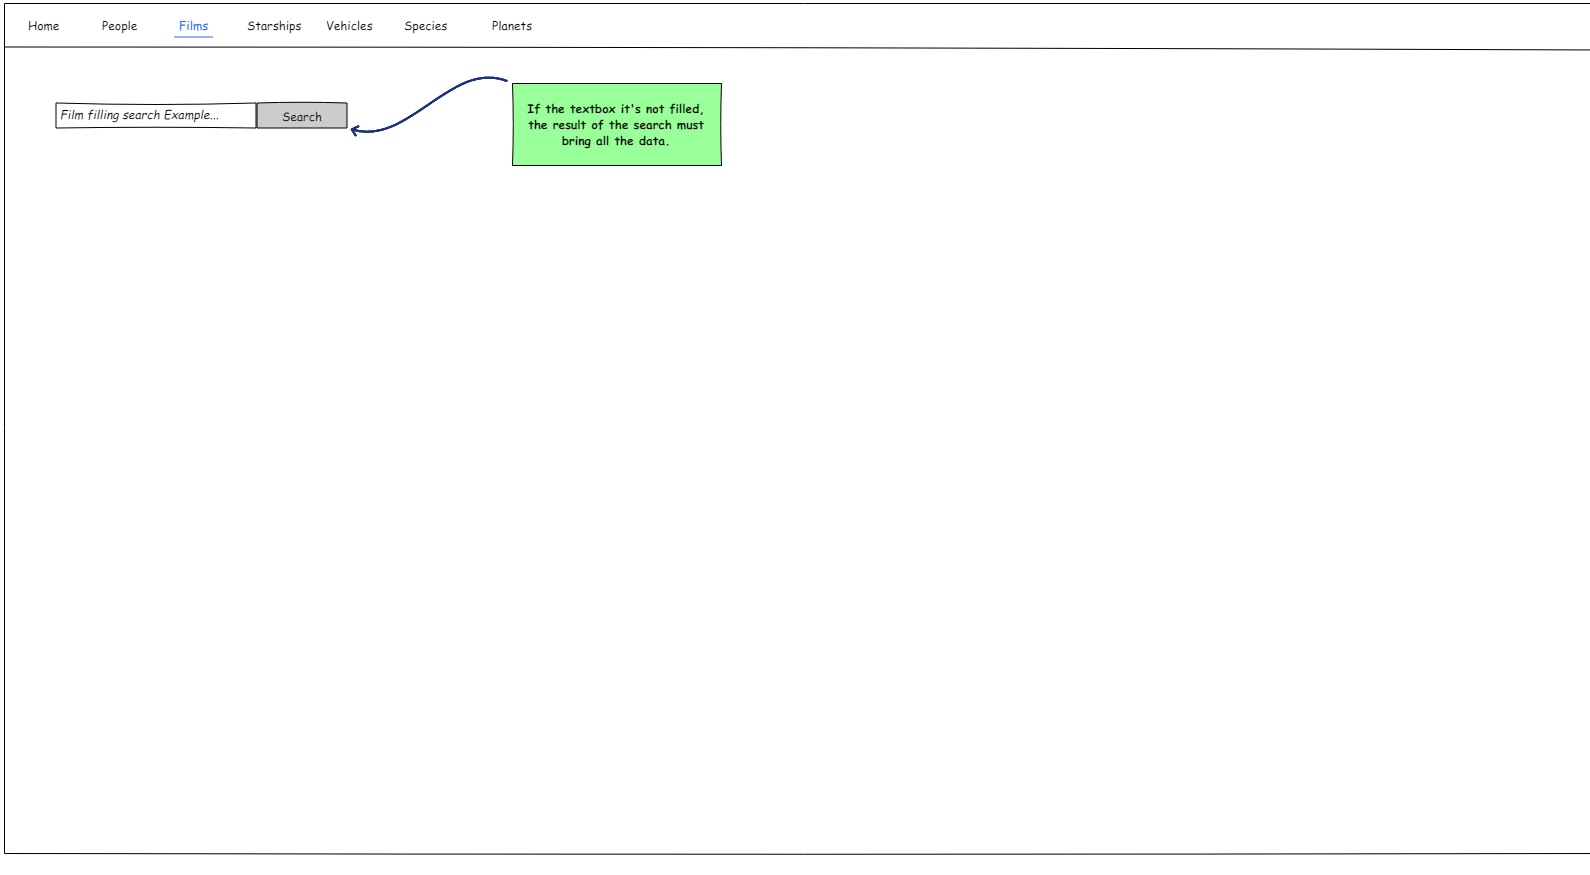 Home People Films Starships Vehicles Species Planets
Film filling search Example... Search
If the textbox it's not filled,
the result of the search must
bring all the data.